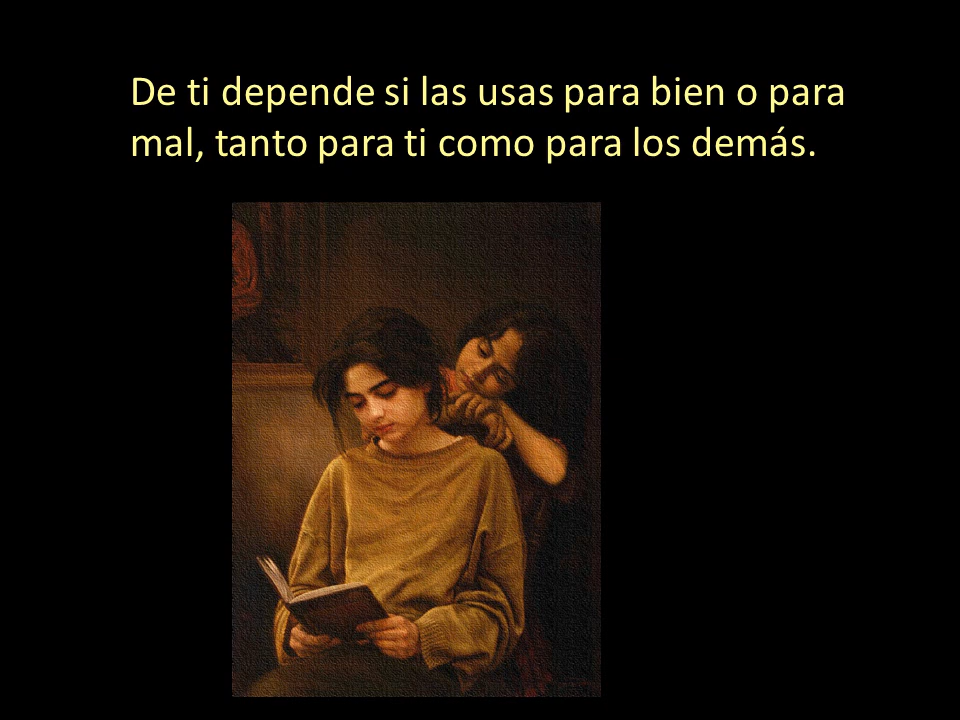 De ti depende si las usas para bien o para
mal, tanto para ti como para los demás.